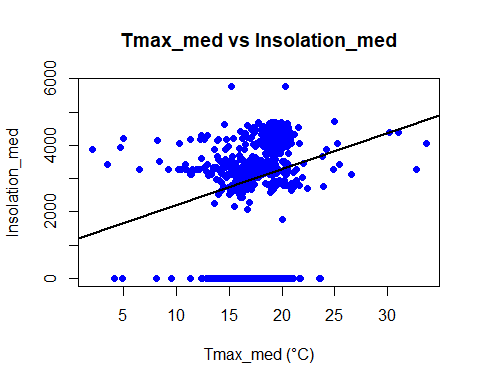 Tmax_med vs Insolation_med
Insolation_med
6000
4000
2000
0
5 10 15 20 25 30
Tmax_med (°C)